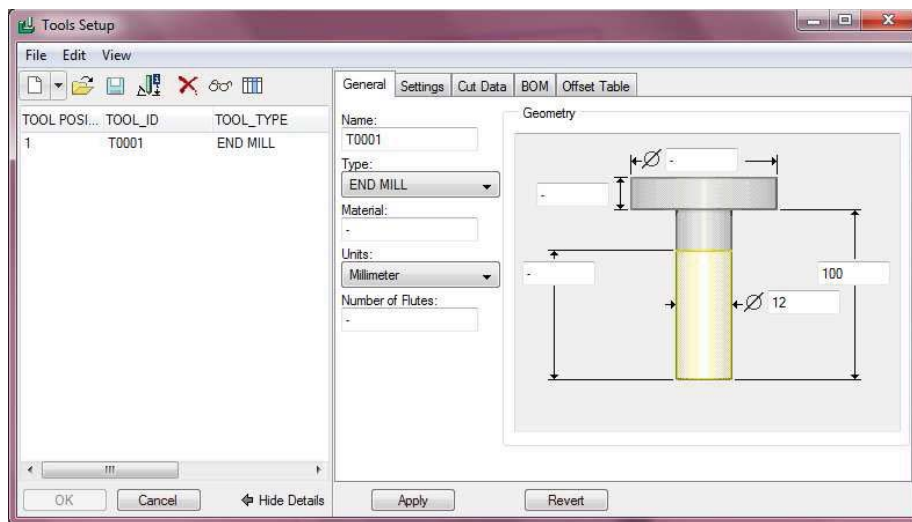 Tools Setup
File Edit View
TOOL POSI... TOOL_ID TOOL_TYPE
1 T0001 END MILL
OK Cancel Hide Details
General Settings Cut Data BOM Offset Table
Name:
T0001
Type:
END MILL
Material:
-
Units:
Millimeter
Number of Flutes:
-
Geometry
Ø -
-
-
100
Ø 12
Apply Revert